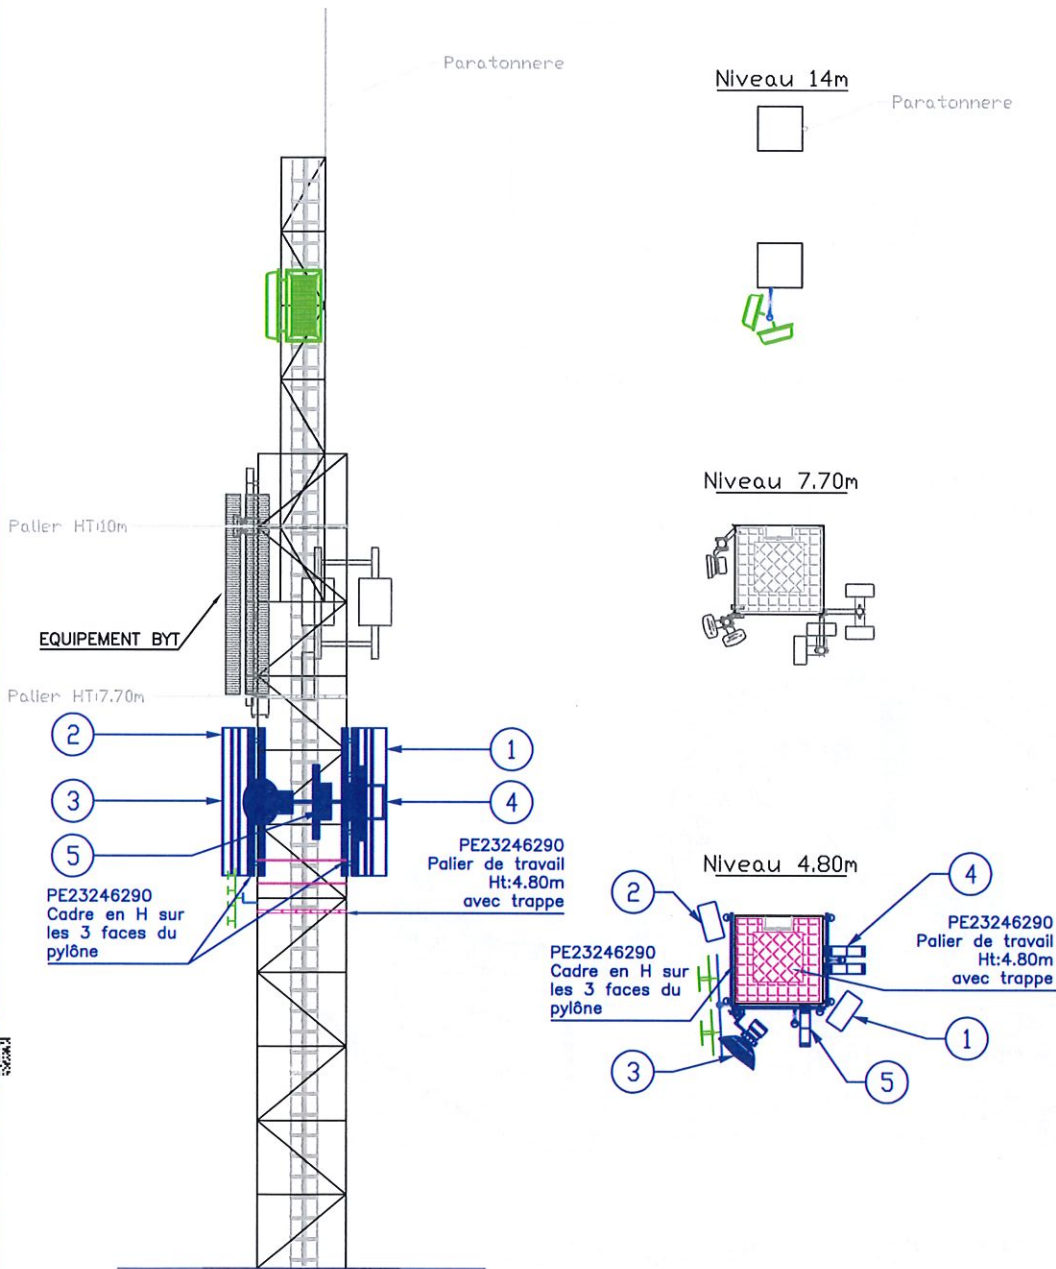 Paratonnere
Niveau 14m
Paratonnere
Niveau 7.70m
Palier HT:10m
EQUIPEMENT BYT
Palier HT:7.70m
2
1
3
4
5
PE23246290
Palier de travail
Ht:4.80m
avec trappe
PE23246290
Cadre en H sur
les 3 faces du
pylône
Niveau 4.80m
4
2
PE23246290
Palier de travail
Ht:4.80m
avec trappe
PE23246290
Cadre en H sur
les 3 faces du
pylône
1
3
5